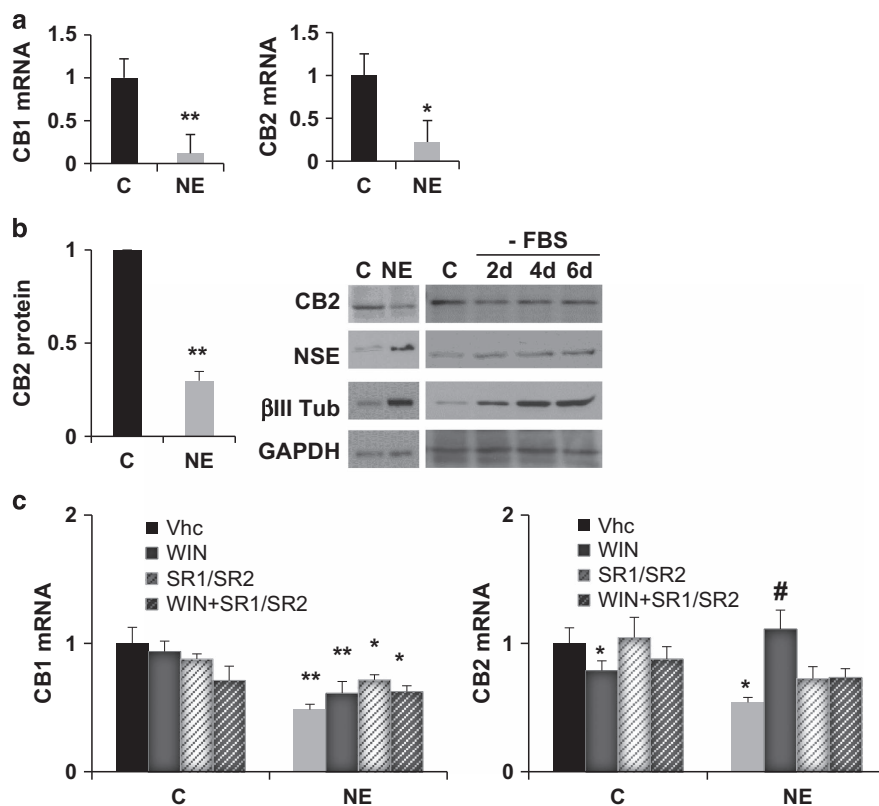 a
CB1 mRNA
1.5
1
0.5
0
**
C
NE
CB2 mRNA
1.5
1
0.5
0
*
C
NE
b
CB2 protein
1
0.5
0
**
C
NE
- FBS
C NE C 2d 4d 6d
CB2
NSE
βIII Tub
GAPDH
c
CB1 mRNA
2
1
0
Vhc
WIN
SR1/SR2
WIN+SR1/SR2
** ** * *
C
NE
CB2 mRNA
2
1
0
Vhc
WIN
SR1/SR2
WIN+SR1/SR2
* * #
C
NE